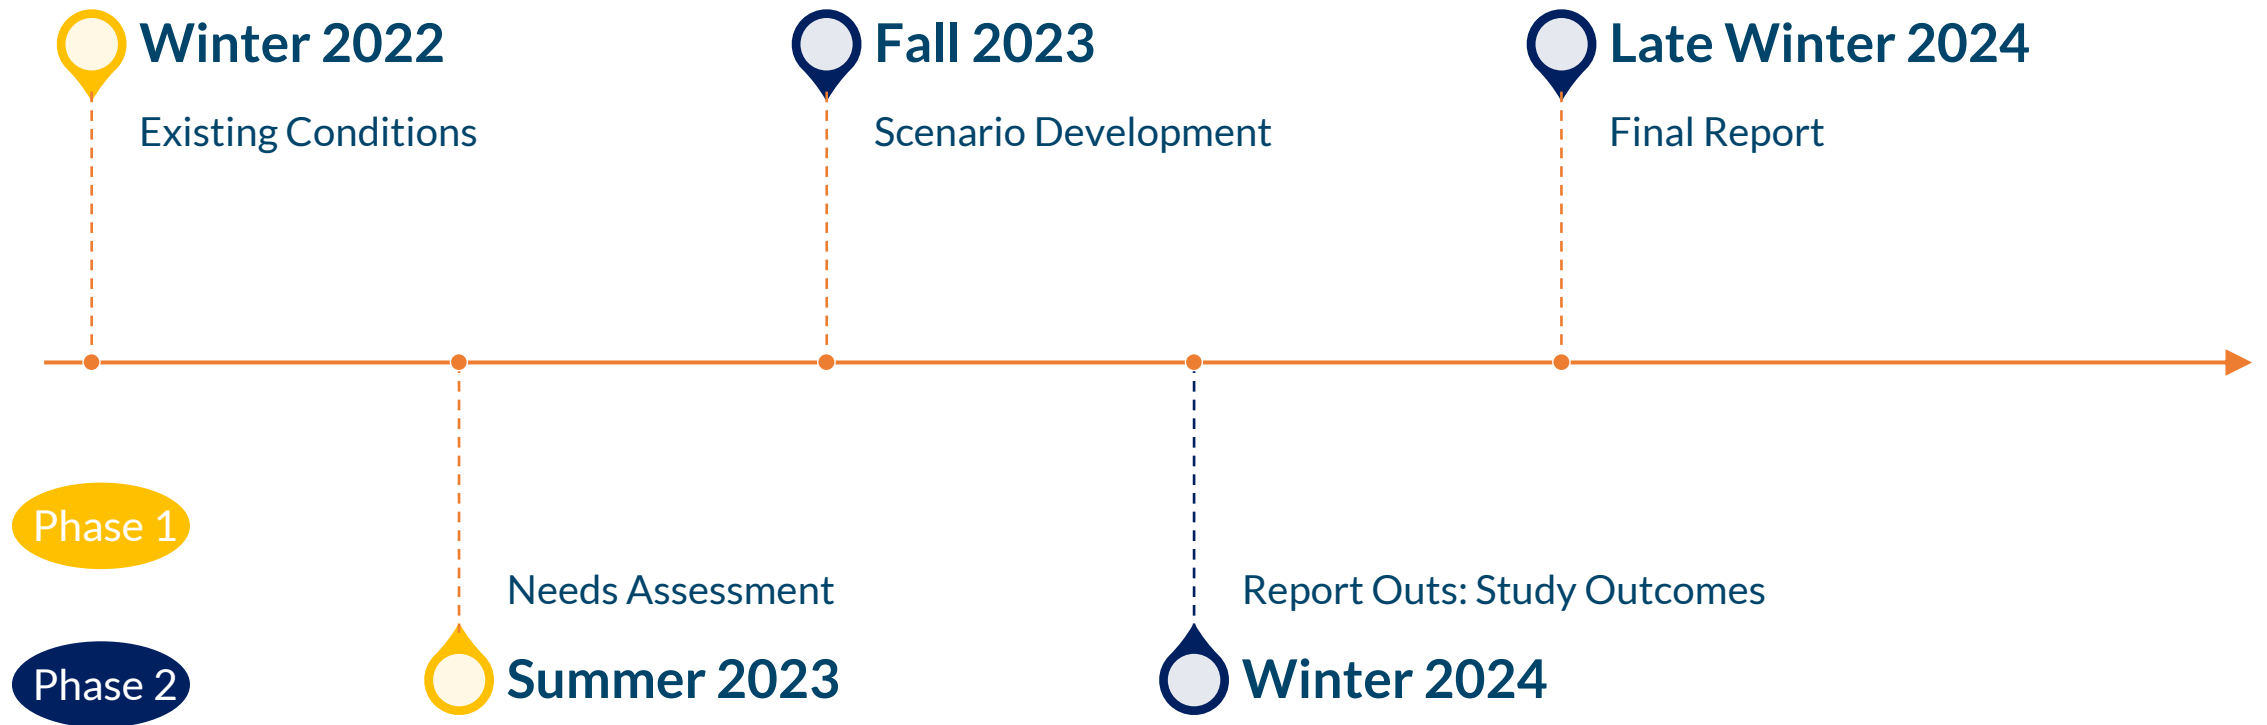 Winter 2022
Existing Conditions
Fall 2023
Scenario Development
Late Winter 2024
Final Report
Phase 1
Phase 2
Needs Assessment
Summer 2023
Report Outs: Study Outcomes
Winter 2024